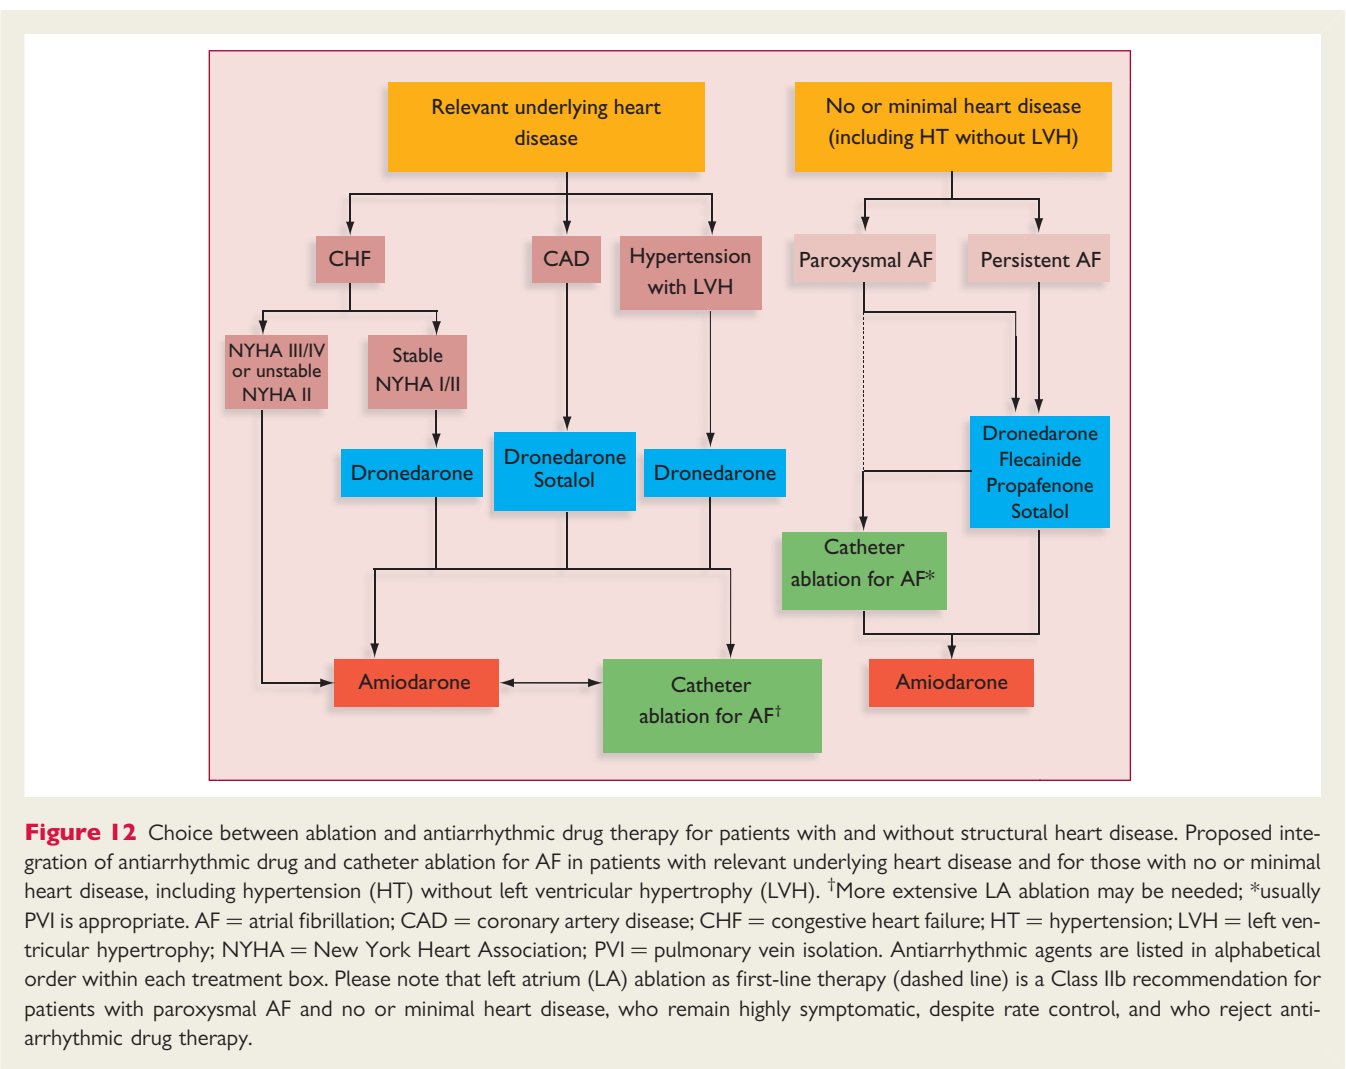 Relevant underlying heart
disease
No or minimal heart disease
(including HT without LVH)
CHF
CAD
Hypertension
with LVH
Paroxysmal AF
Persistent AF
NYHA III/IV
or unstable
NYHA II
Stable
NYHA I/II
Dronedarone
Dronedarone
Sotalol
Dronedarone
Dronedarone
Flecainide
Propafenone
Sotalol
Catheter
ablation for AF*
Amiodarone
Catheter
ablation for AF†
Amiodarone
Figure 12 Choice between ablation and antiarrhythmic drug therapy for patients with and without structural heart disease. Proposed inte-
gration of antiarrhythmic drug and catheter ablation for AF in patients with relevant underlying heart disease and for those with no or minimal
heart disease, including hypertension (HT) without left ventricular hypertrophy (LVH). †More extensive LA ablation may be needed; *usually
PVI is appropriate. AF = atrial fibrillation; CAD = coronary artery disease; CHF = congestive heart failure; HT = hypertension; LVH = left ven-
tricular hypertrophy; NYHA = New York Heart Association; PVI = pulmonary vein isolation. Antiarrhythmic agents are listed in alphabetical
order within each treatment box. Please note that left atrium (LA) ablation as first-line therapy (dashed line) is a Class IIb recommendation for
patients with paroxysmal AF and no or minimal heart disease, who remain highly symptomatic, despite rate control, and who reject anti-
arrhythmic drug therapy.